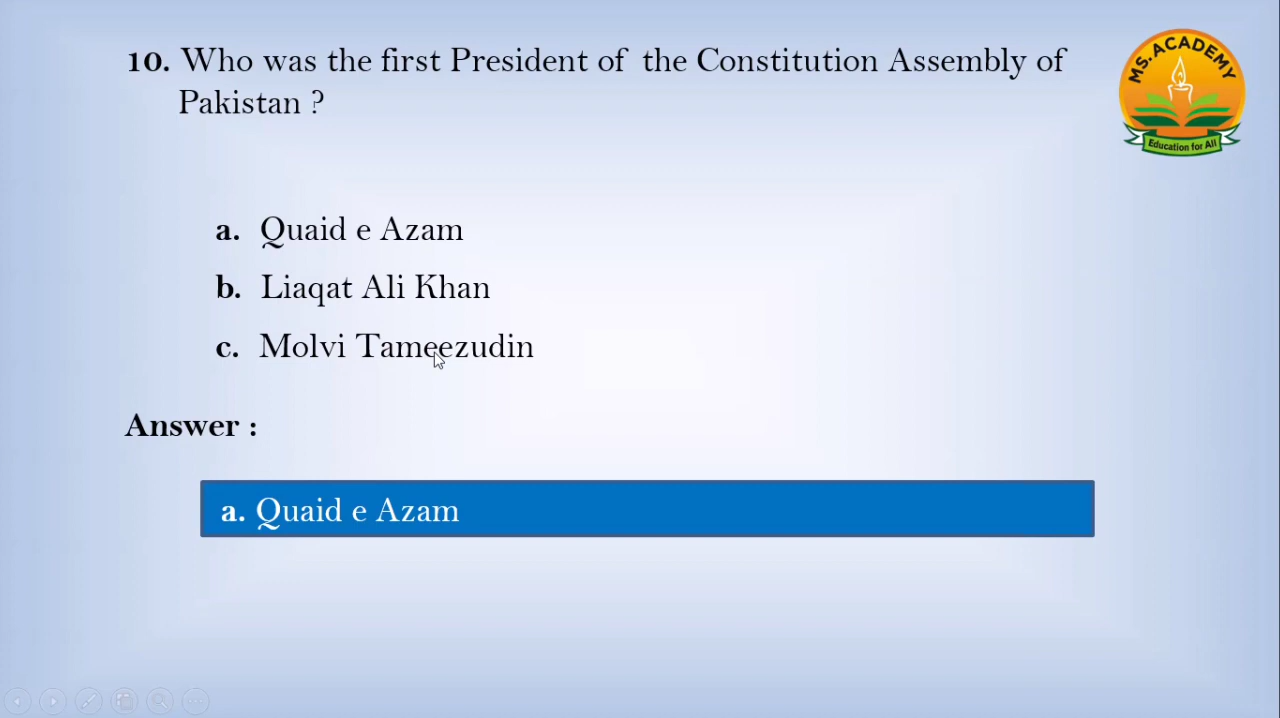 10. Who was the first President of the Constitution Assembly of
Pakistan ?
MS.ACADEMY
Education for All
a. Quaid e Azam
b. Liaqat Ali Khan
c. Molvi Tameezudin
Answer :
a. Quaid e Azam